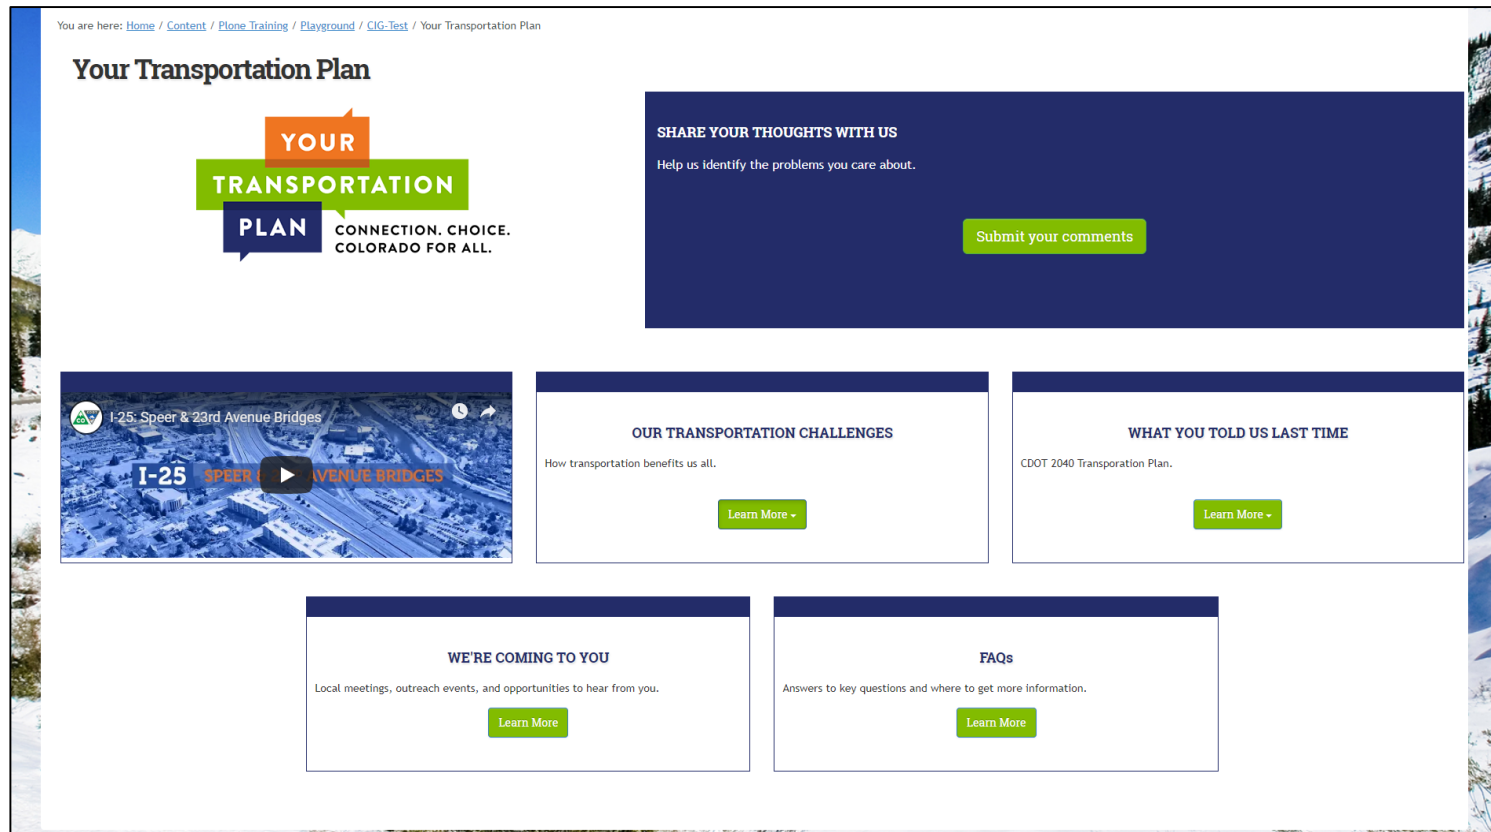 You are here: Home / Content / Plone Training / Playground / CIG-Test / Your Transportation Plan
Your Transportation Plan
YOUR
TRANSPORTATION
PLAN
CONNECTION. CHOICE.
COLORADO FOR ALL.
SHARE YOUR THOUGHTS WITH US
Help us identify the problems you care about.
Submit your comments
I-25: Speer & 23rd Avenue Bridges
I-25 SPEER & AVENUE BRIDGES
OUR TRANSPORTATION CHALLENGES
How transportation benefits us all.
Learn More
WHAT YOU TOLD US LAST TIME
CDOT 2040 Transporation Plan.
Learn More
WE'RE COMING TO YOU
Local meetings, outreach events, and opportunities to hear from you.
Learn More
FAQs
Answers to key questions and where to get more information.
Learn More